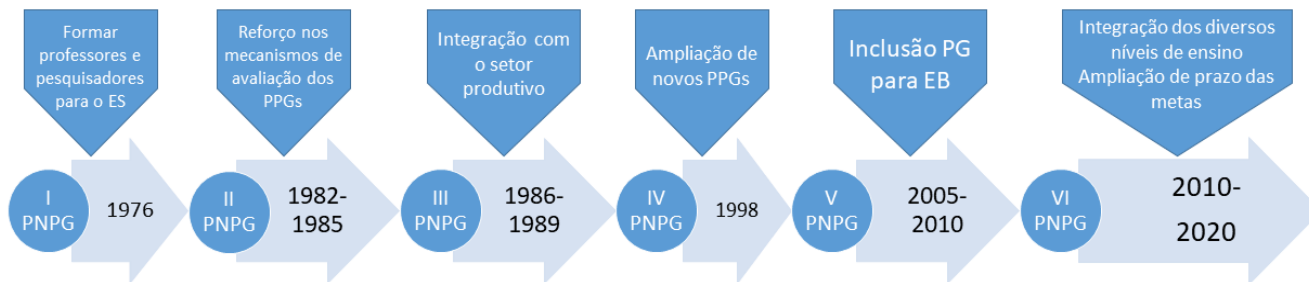 Formar
professores e
pesquisadores
para o ES
Reforço nos
mecanismos de
avaliação dos
PPGs
Integração com
o setor
produtivo
Ampliação de
novos PPGs
Inclusão PG
para EB
Integração dos diversos
níveis de ensino
Ampliação de prazo das
metas
I
PNPG
1976
II
PNPG
1982-
1985
III
PNPG
1986-
1989
IV
PNPG
1998
V
PNPG
2005-
2010
VI
PNPG
2010-
2020